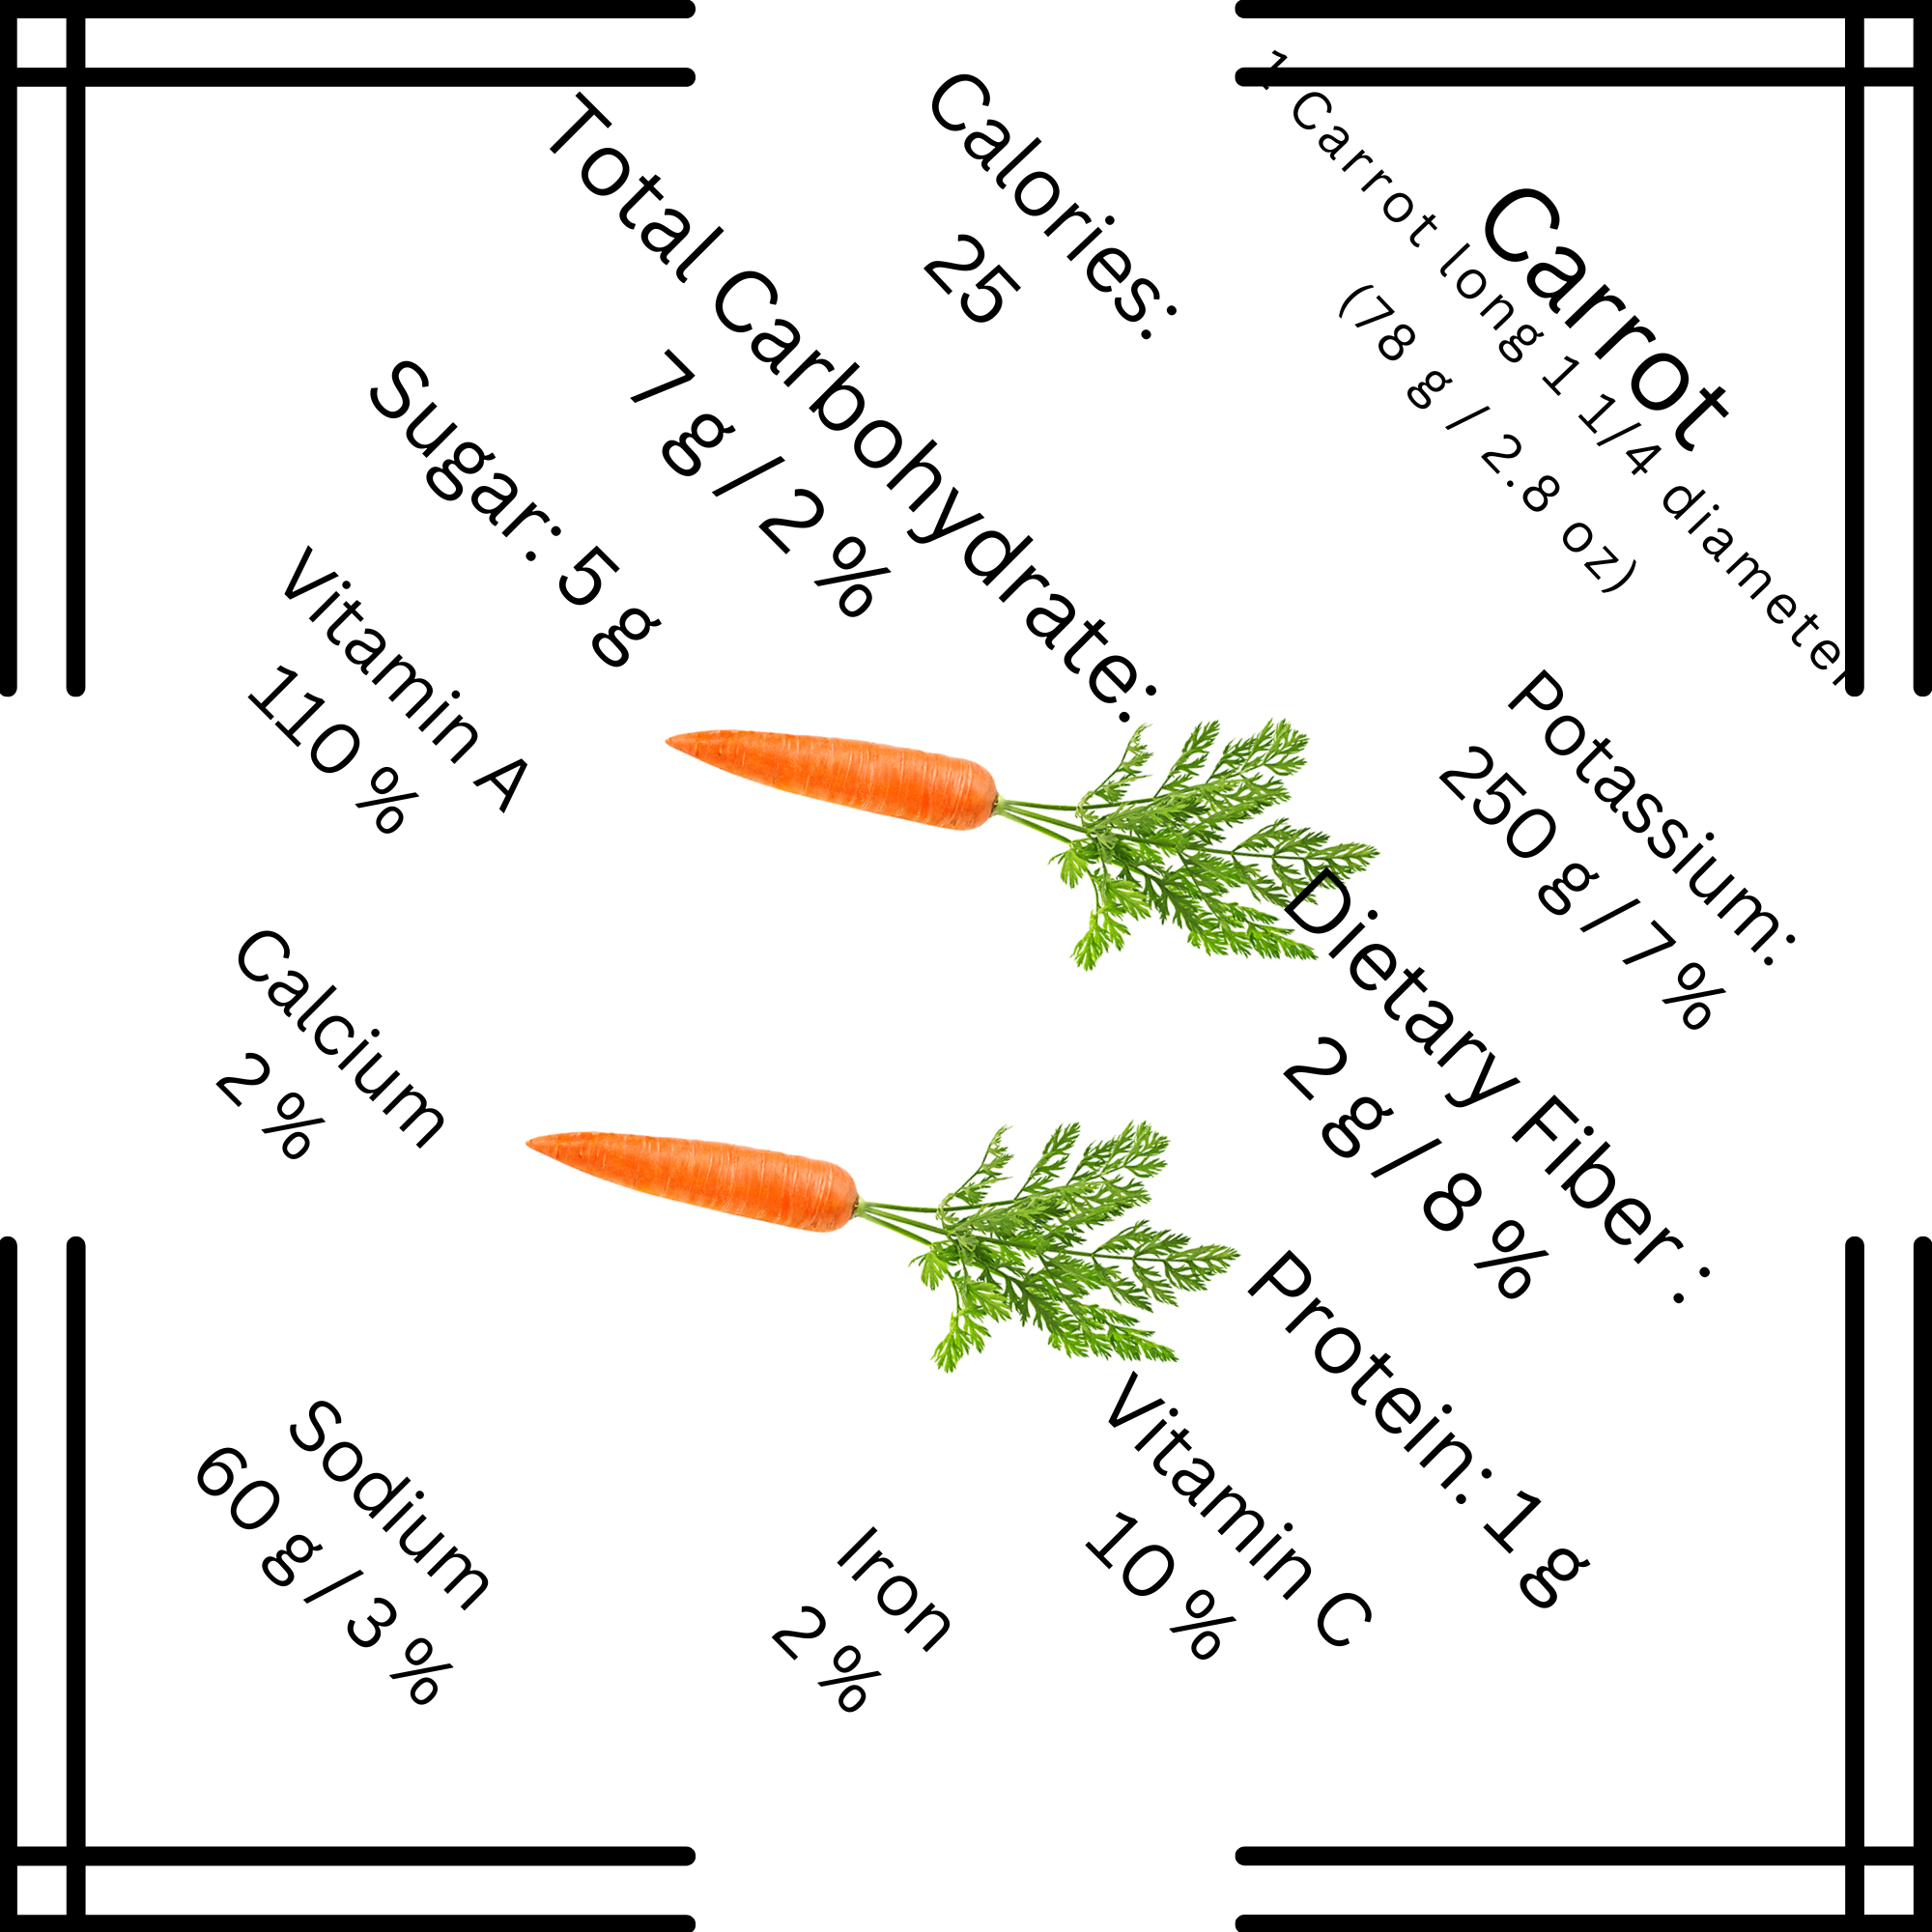 Carrot
1 Carrot long 1 1/4 diameter
(78 g / 2.8 oz)
Calories:
25
Total Carbohydrate:
7 g / 2 %
Sugar: 5 g
Vitamin A
110 %
Potassium:
250 g / 7 %
Dietary Fiber :
2 g / 8 %
Protein: 1 g
Vitamin C
10 %
Calcium
2 %
Iron
2 %
Sodium
60 g / 3 %